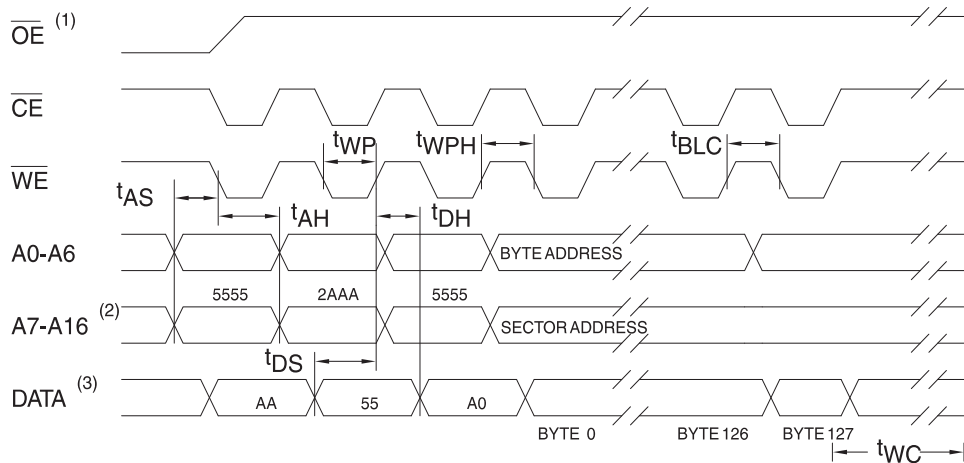 OE (1)
CE
tWP tWPH tBLC
WE
tAS
tAH tDH
A0-A6 BYTE ADDRESS
5555 2AAA 5555
A7-A16 (2) SECTOR ADDRESS
tDS
DATA (3) AA 55 A0
BYTE 0 BYTE 126 BYTE 127
tWC